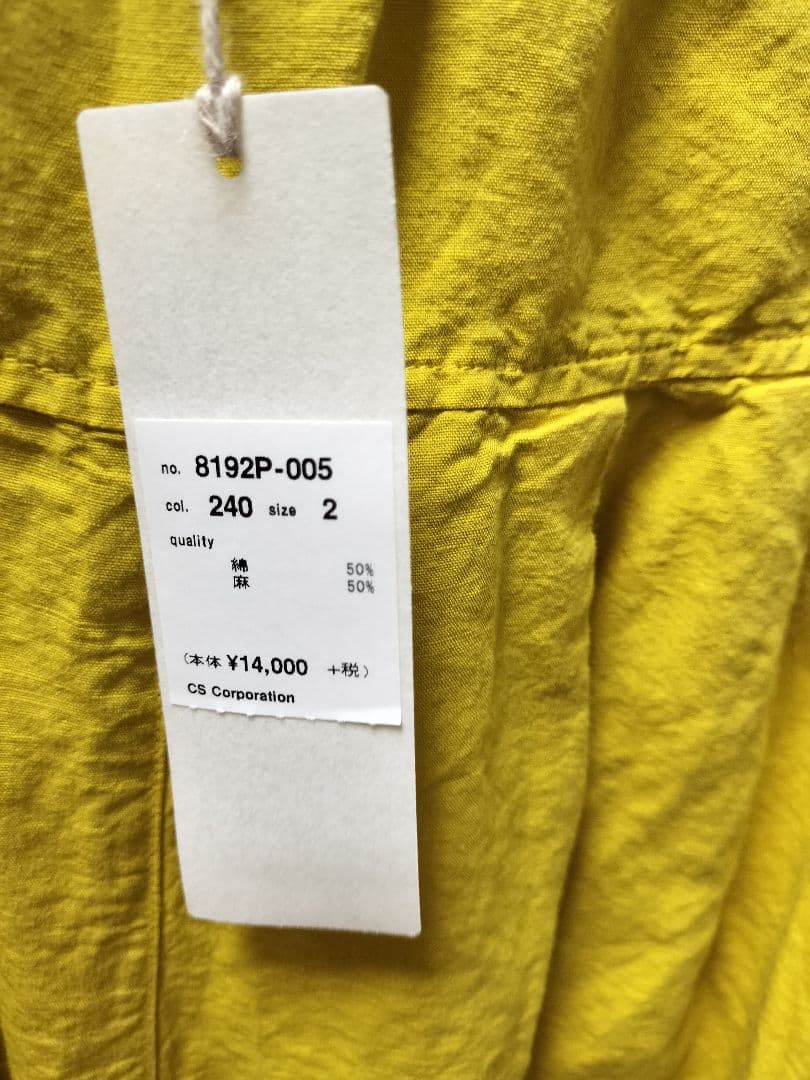 no. 8192P-005
col. 240 size 2
quality
綿 50%
麻 50%
(本体 ¥14,000 +税)
CS Corporation